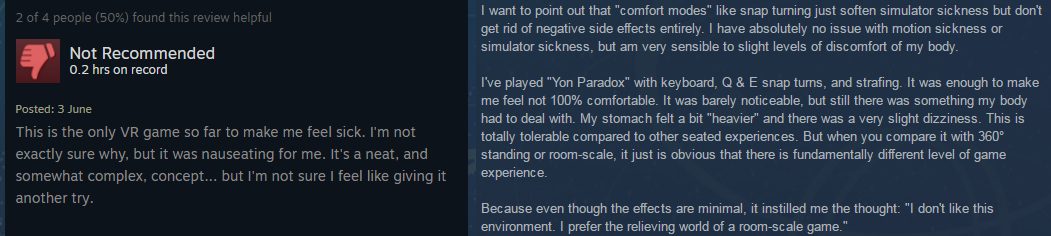 2 of 4 people (50%) found this review helpful
Not Recommended
0.2 hrs on record
Posted: 3 June
This is the only VR game so far to make me feel sick. I'm not
exactly sure why, but it was nauseating for me. It's a neat, and
somewhat complex, concept... but I'm not sure I feel like giving it
another try.
I want to point out that "comfort modes" like snap turning just soften simulator sickness but don't
get rid of negative side effects entirely. I have absolutely no issue with motion sickness or
simulator sickness, but am very sensible to slight levels of discomfort of my body.
I've played "Yon Paradox" with keyboard, Q & E snap turns, and strafing. It was enough to make
me feel not 100% comfortable. It was barely noticeable, but still there was something my body
had to deal with. My stomach felt a bit "heavier" and there was a very slight dizziness. This is
totally tolerable compared to other seated experiences. But when you compare it with 360°
standing or room-scale, it just is obvious that there is fundamentally different level of game
experience.
Because even though the effects are minimal, it instilled me the thought: "I don't like this
environment. I prefer the relieving world of a room-scale game."